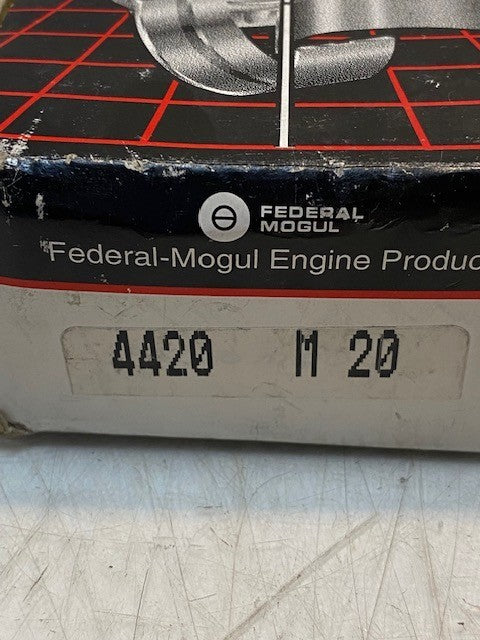 FEDERAL
MOGUL
Federal-Mogul Engine Produc
4420 M 20